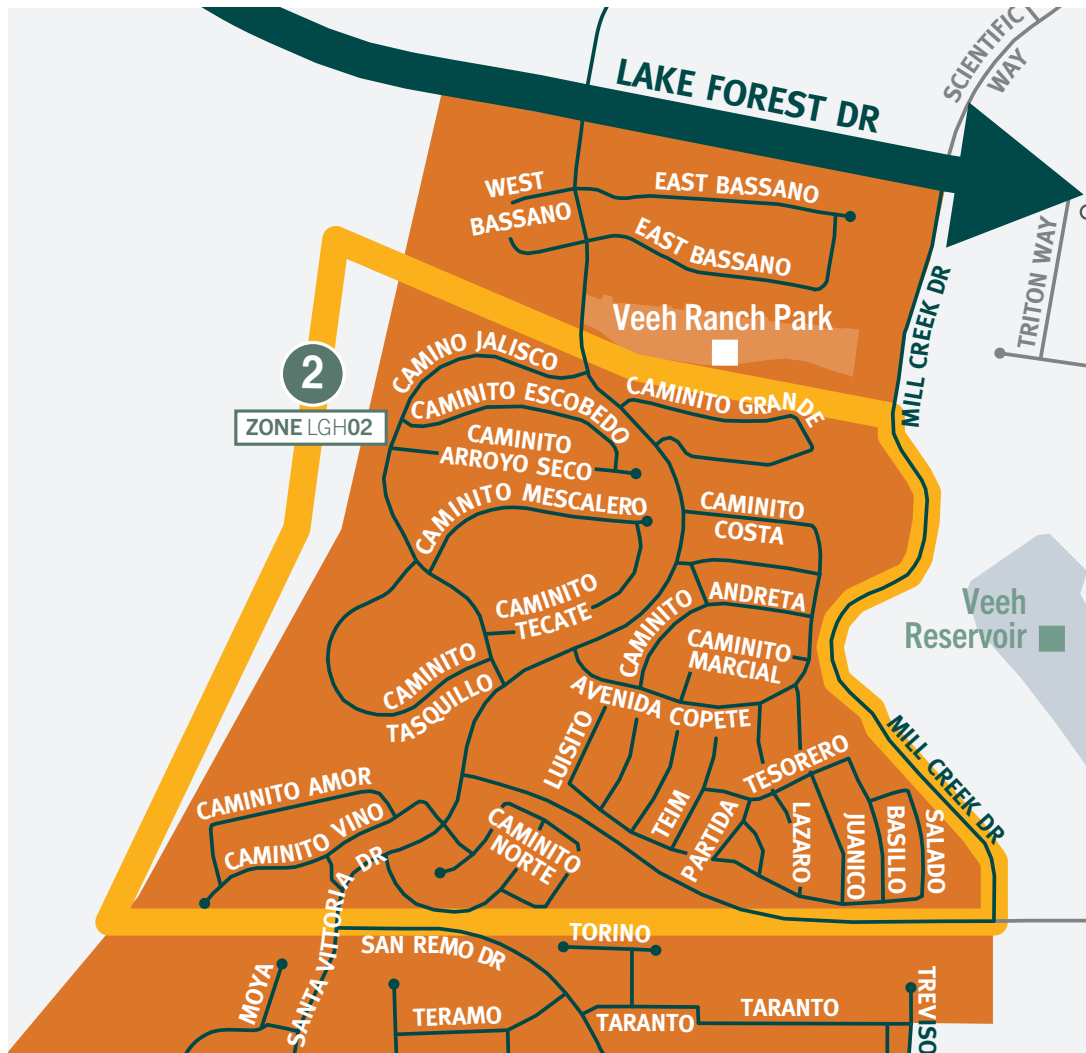 SCIENTIFIC
WAY
LAKE FOREST DR
WEST
BASSANO
EAST BASSANO
EAST BASSANO
TRITON WAY
MILL CREEK DR
Veeh Ranch Park
2
ZONE LGH02
CAMINO JALISCO
CAMINITO ESCOBEDO
CAMINITO GRANDE
CAMINITO
ARROYO SECO
CAMINITO MESCALERO
CAMINITO
COSTA
CAMINITO
TECATE
CAMINITO
ANDRETA
CAMINITO
MARCIAL
Veeh
Reservoir
CAMINITO
TASQUILLO
AVENIDA COPETE
LUISITO
TEIM
PARTIDA
TESORERO
LAZARO
JUANICO
BASILLO
SALADO
MILL CREEK DR
CAMINITO AMOR
CAMINITO VINO
CAMINITO
NORTE
SANTA VITTORIA DR
SAN REMO DR
TORINO
MOYA
TERAMO
TARANTO
TARANTO
TREVISO